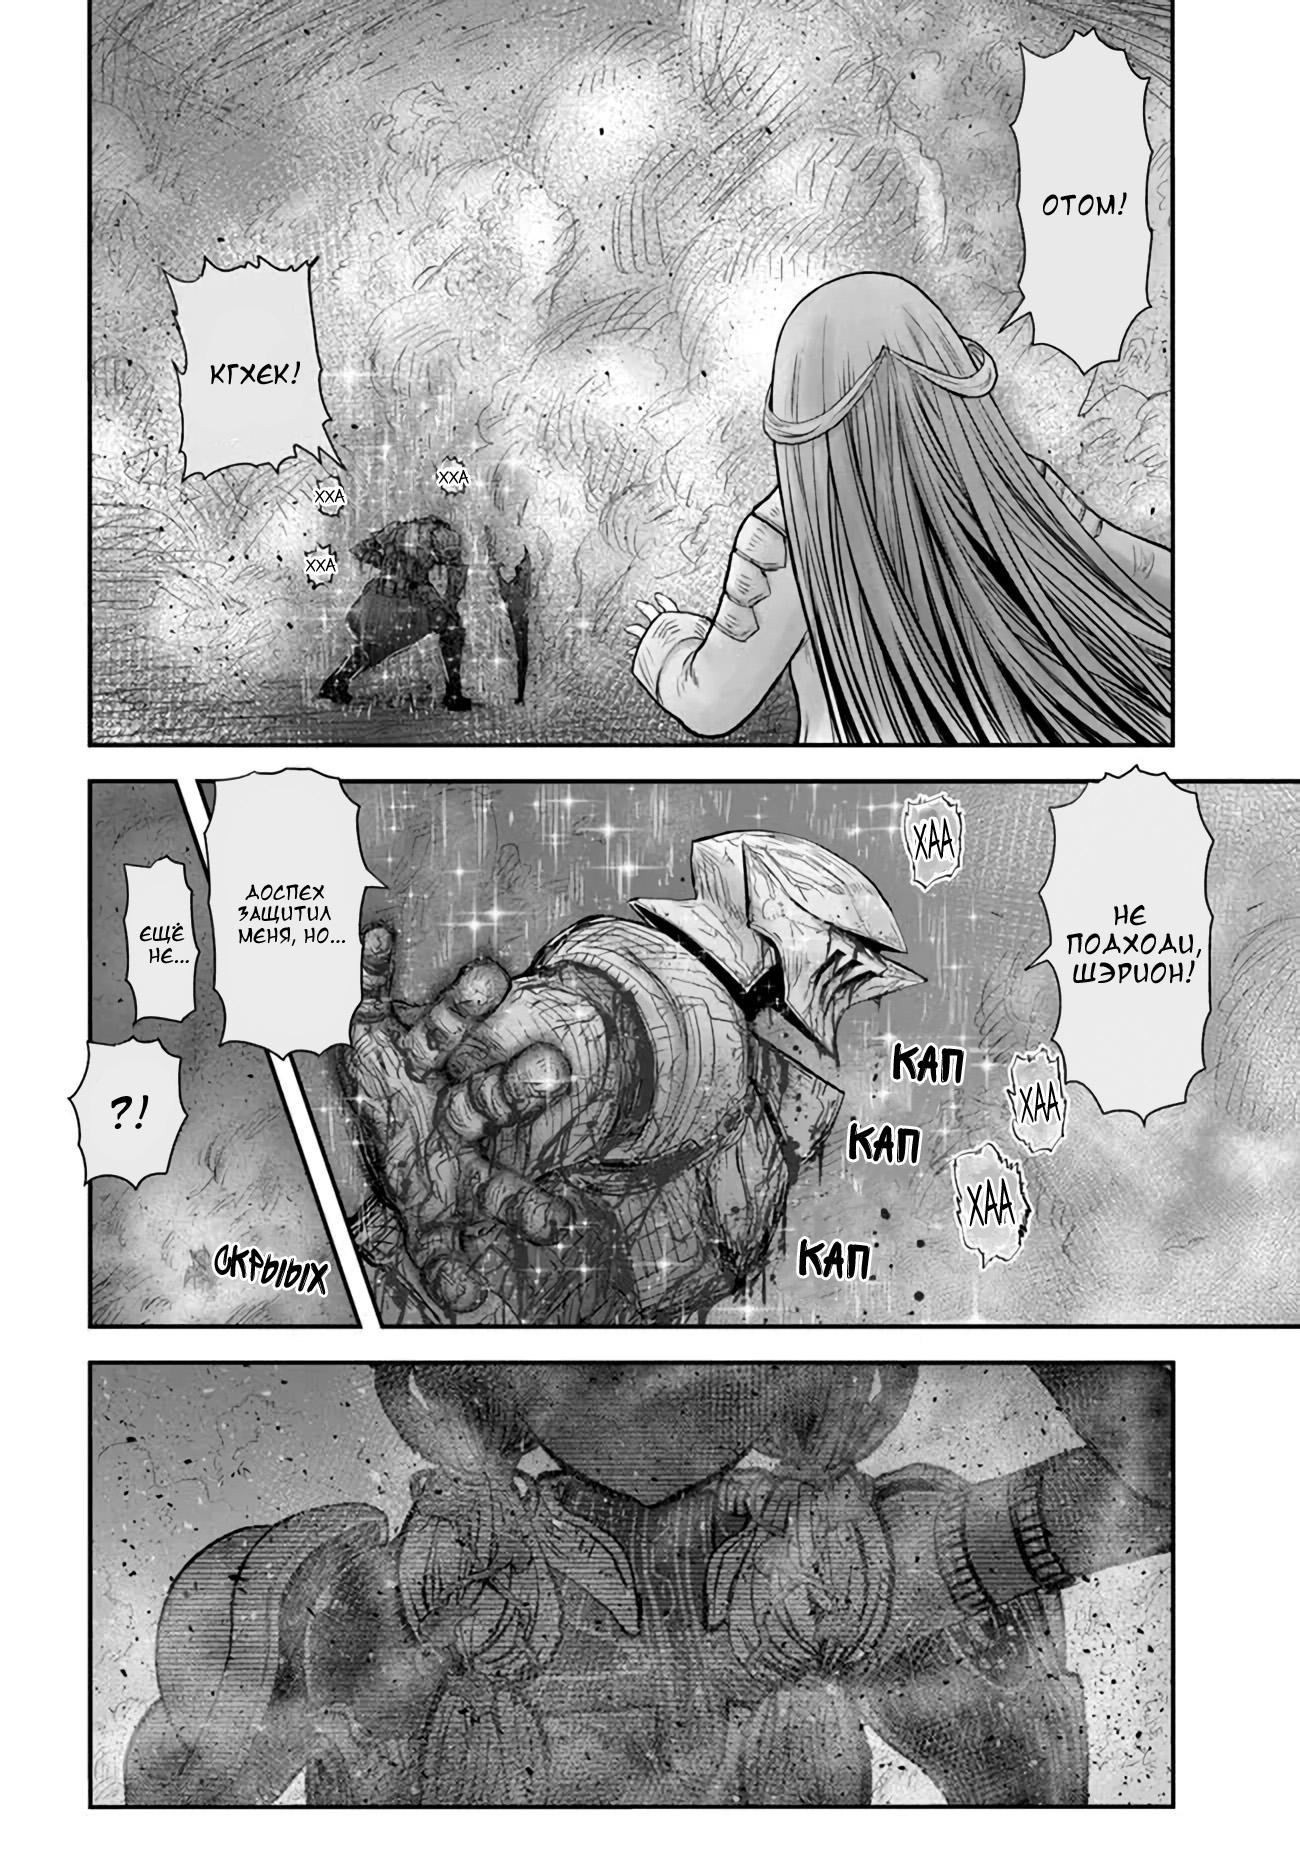 ОТОМ!
КГХЕК!
ХХА
ХХА
ХХА
НЕ
ПОДХОДИ,
ШЭРИОН!
ХАА
ХАА
ХАА
КАП
КАП
КАП
ДОСПЕХ
ЗАЩИТИЛ
МЕНЯ, НО...
ЕЩЁ
НЕ...
?!
СКРЫЫХ